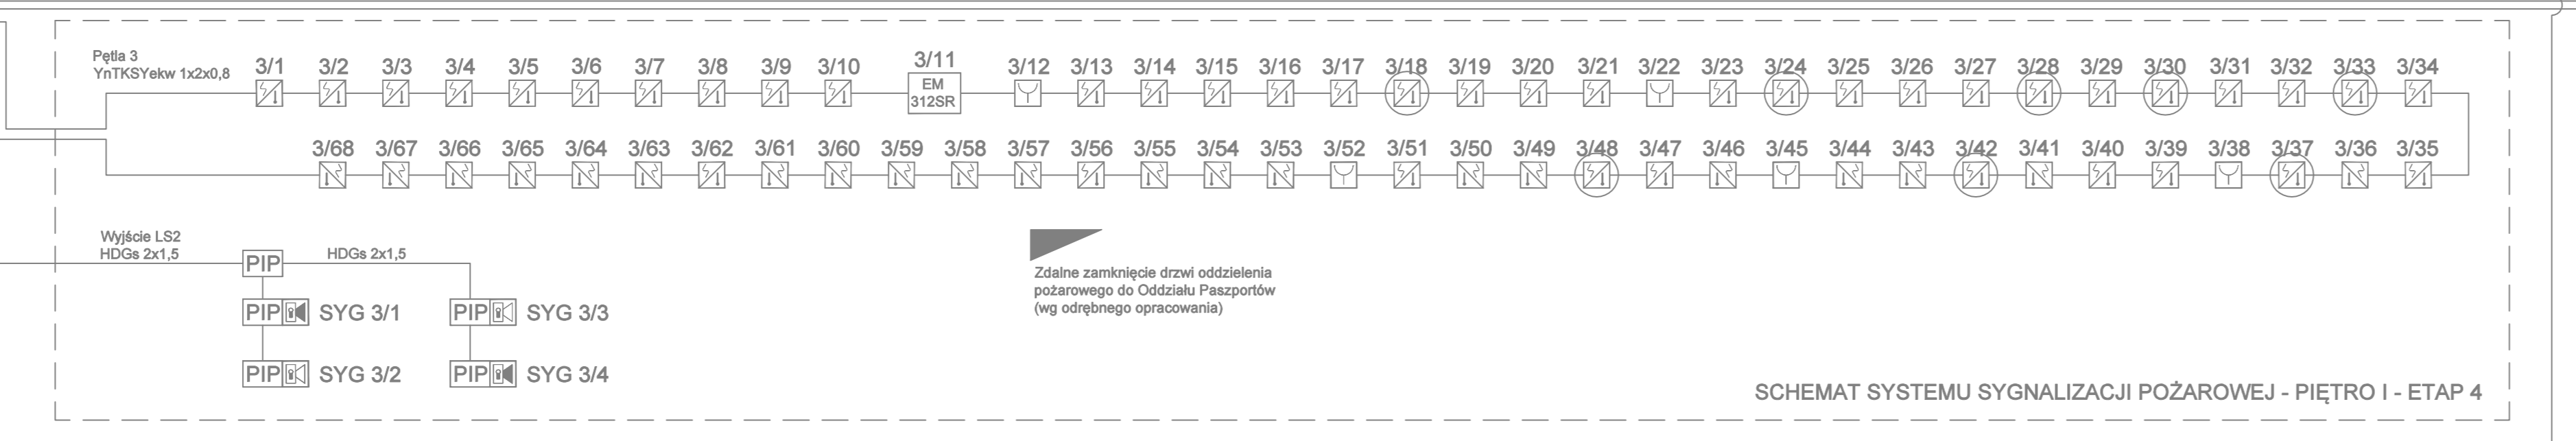 Pętla 3
YnTKSYekw 1x2x0,8
3/1 3/2 3/3 3/4 3/5 3/6 3/7 3/8 3/9 3/10 3/11 3/12 3/13 3/14 3/15 3/16 3/17 3/18 3/19 3/20 3/21 3/22 3/23 3/24 3/25 3/26 3/27 3/28 3/29 3/30 3/31 3/32 3/33 3/34
EM
312SR
3/68 3/67 3/66 3/65 3/64 3/63 3/62 3/61 3/60 3/59 3/58 3/57 3/56 3/55 3/54 3/53 3/52 3/51 3/50 3/49 3/48 3/47 3/46 3/45 3/44 3/43 3/42 3/41 3/40 3/39 3/38 3/37 3/36 3/35
Wyjście LS2
HDGs 2x1,5
PIP
HDGs 2x1,5
PIP SYG 3/1
PIP SYG 3/3
PIP SYG 3/2
PIP SYG 3/4
Zdalne zamknięcie drzwi oddzielenia
pożarowego do Oddziału Paszportów
(wg odrębnego opracowania)
SCHEMAT SYSTEMU SYGNALIZACJI POŻAROWEJ - PIĘTRO I - ETAP 4